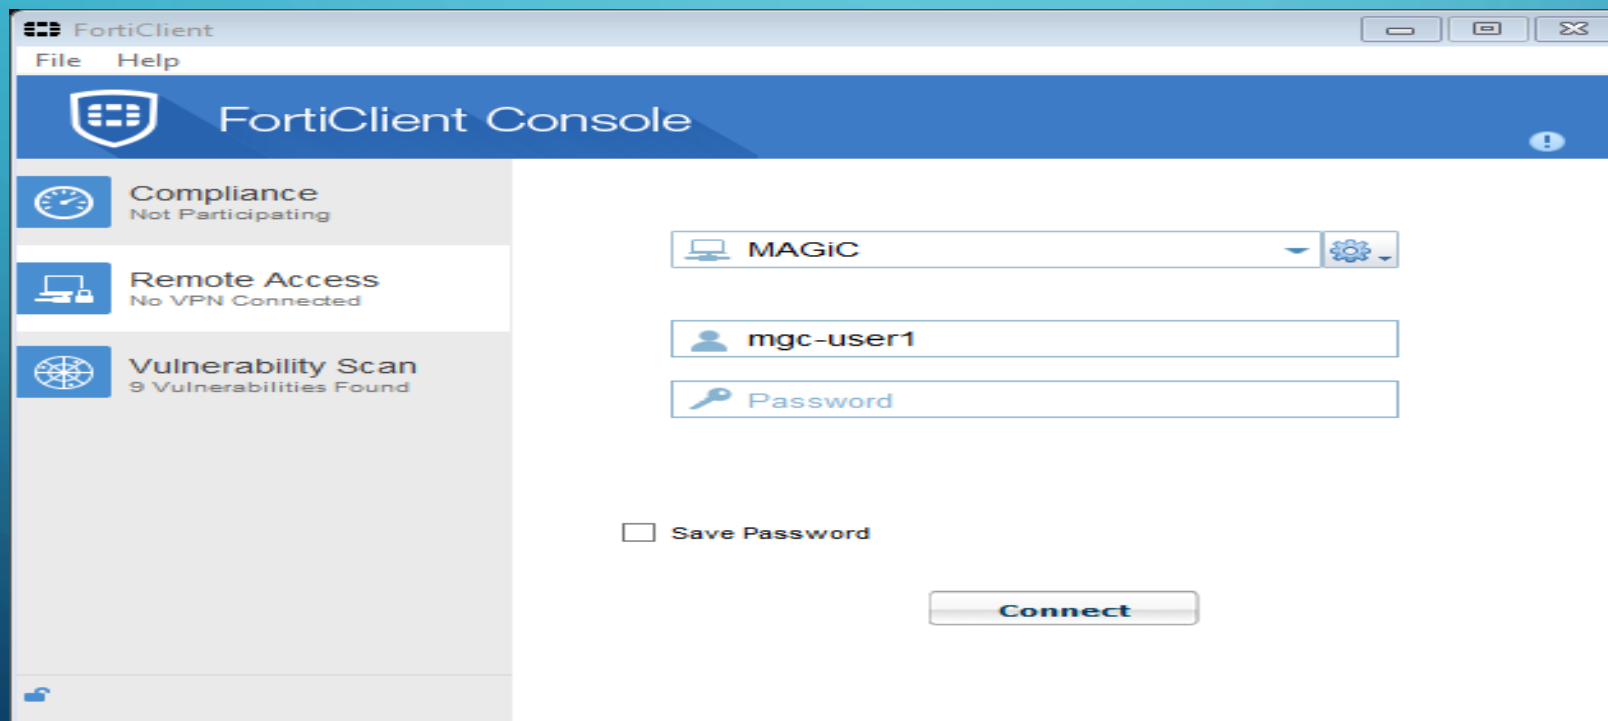 FortiClient
File Help
FortiClient Console
Compliance
Not Participating
Remote Access
No VPN Connected
Vulnerability Scan
9 Vulnerabilities Found
MAGiC
mgc-user1
Password
Save Password
Connect